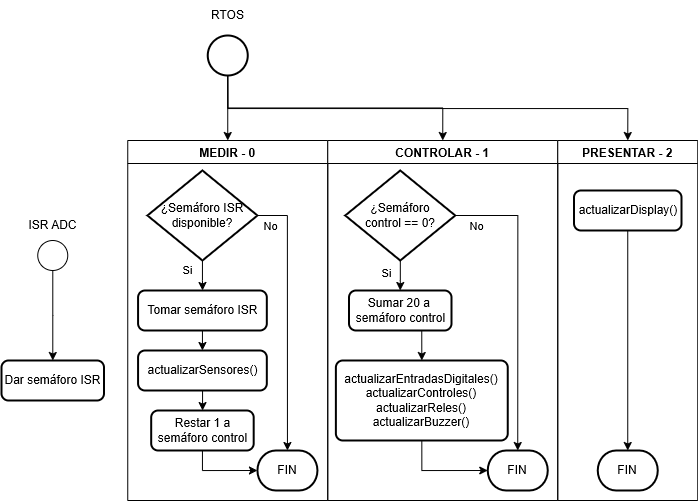 RTOS
MEDIR - 0
CONTROLAR - 1
PRESENTAR - 2
ISR ADC
Dar semáforo ISR
¿Semáforo ISR
disponible?
No
Si
Tomar semáforo ISR
actualizarSensores()
Restar 1 a
semáforo control
FIN
¿Semáforo
control == 0?
No
Si
Sumar 20 a
semáforo control
actualizarEntradasDigitales()
actualizarControles()
actualizarReles()
actualizarBuzzer()
FIN
actualizarDisplay()
FIN